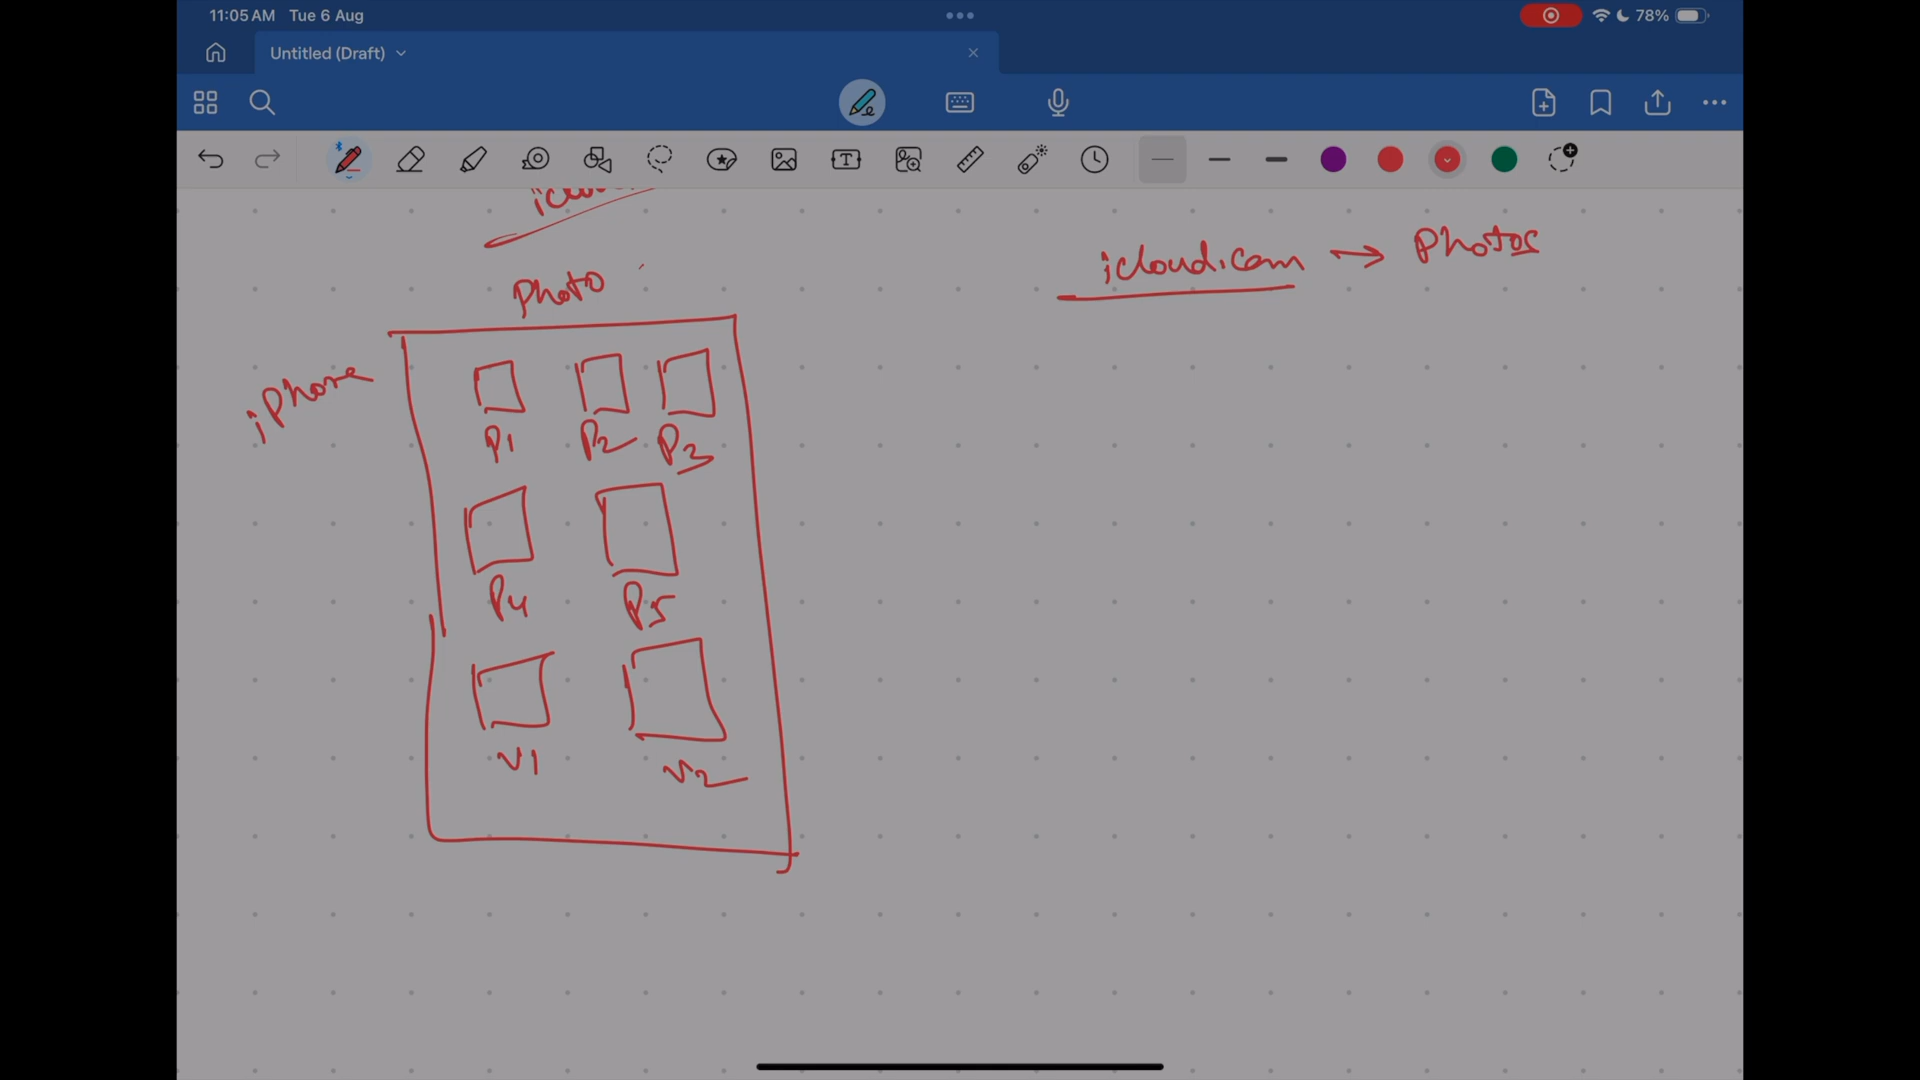 11:05 AM Tue 6 Aug
78%
Untitled (Draft)
icloud.com → Photos
Photo
iPhone
P1 P2 P3
P4 P5
V1 V2